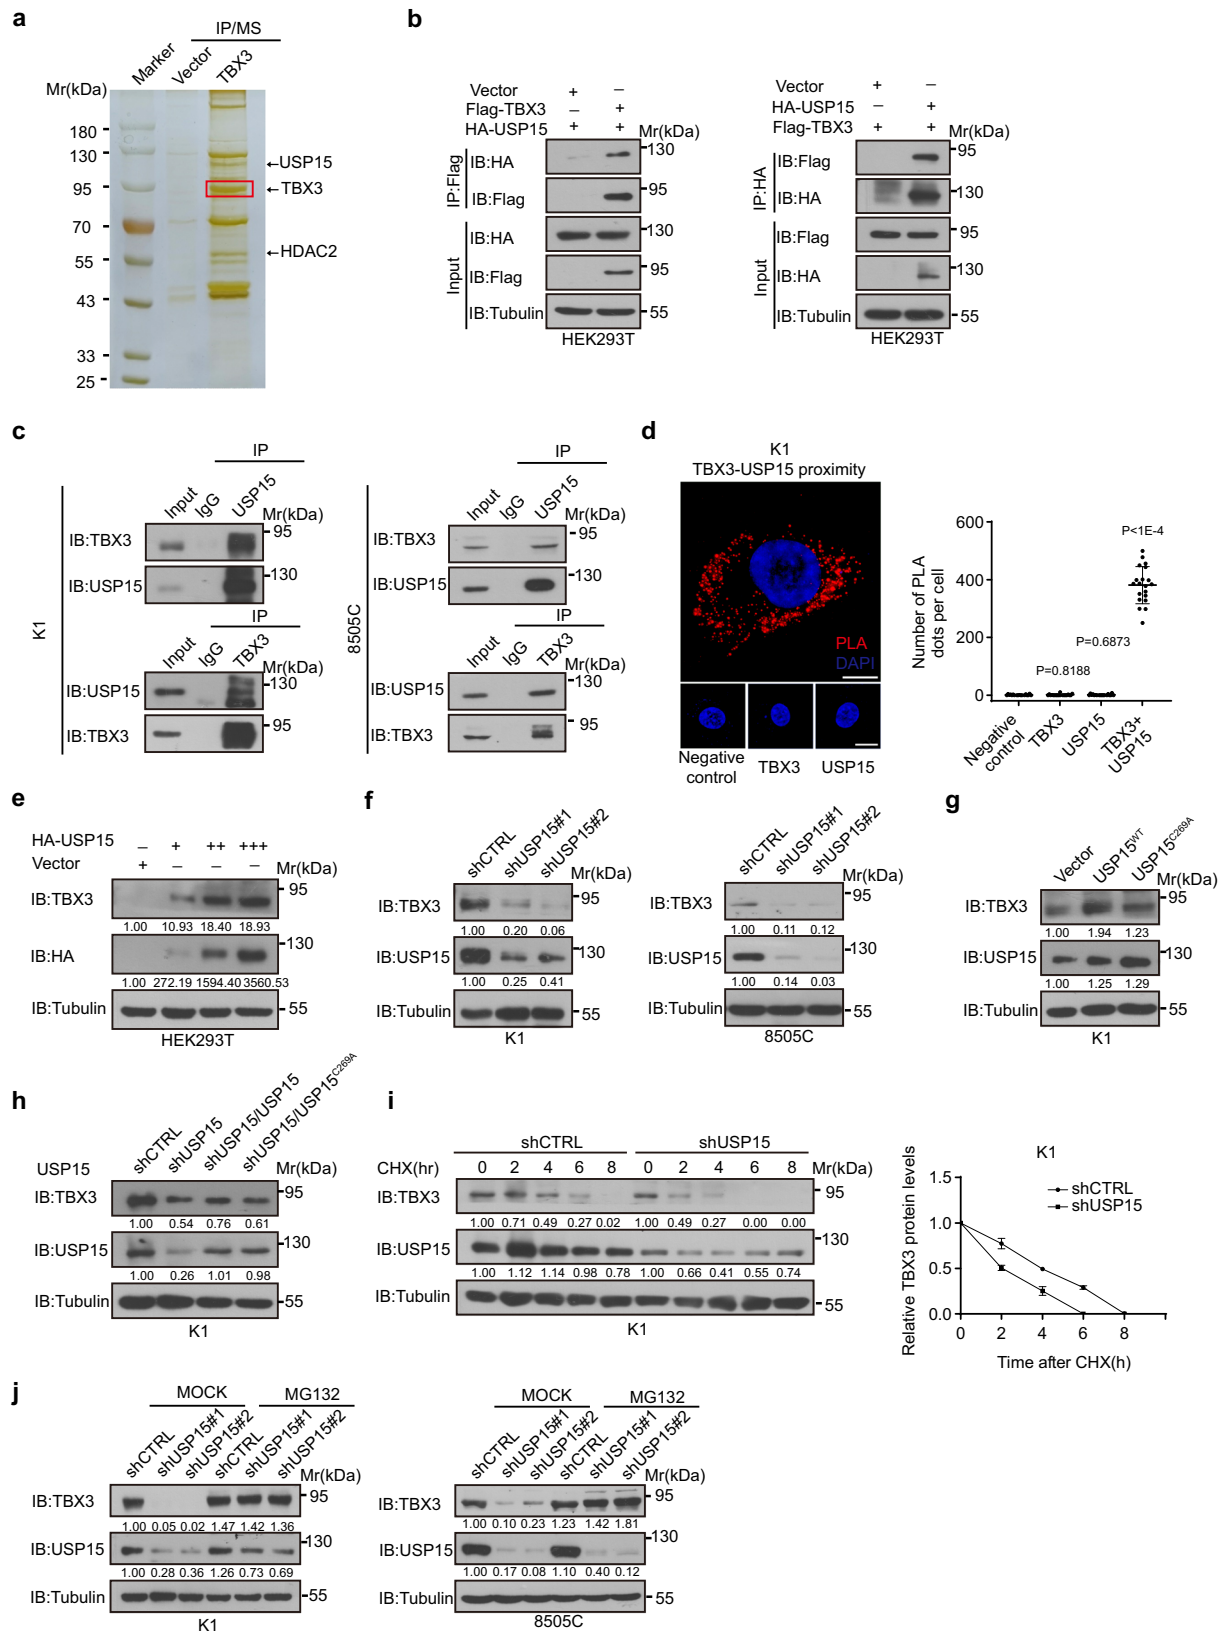 a
IP/MS
Marker
Vector
TBX3
Mr(kDa)
180
130
95
70
55
43
33
25
←USP15
←TBX3
←HDAC2
b
Vector + −
Flag-TBX3 − +
HA-USP15 + +
Mr(kDa)
IP:Flag
IB:HA
130
IB:Flag
95
Input
IB:HA
130
IB:Flag
95
IB:Tubulin
55
HEK293T
Vector + −
HA-USP15 − +
Flag-TBX3 + +
Mr(kDa)
IP:HA
IB:Flag
95
IB:HA
130
Input
IB:Flag
95
IB:HA
130
IB:Tubulin
55
HEK293T
c
K1
IP
Input
IgG
USP15
Mr(kDa)
IB:TBX3
95
IB:USP15
130
IP
Input
IgG
TBX3
Mr(kDa)
IB:USP15
130
IB:TBX3
95
8505C
IP
Input
IgG
USP15
Mr(kDa)
IB:TBX3
95
IB:USP15
130
IP
Input
IgG
TBX3
Mr(kDa)
IB:USP15
130
IB:TBX3
95
d
K1
TBX3-USP15 proximity
PLA
DAPI
Negative control
TBX3
USP15
Number of PLA
dots per cell
600
400
200
0
P=0.8188
P=0.6873
P<1E-4
Negative
control
TBX3
USP15
TBX3+
USP15
e
HA-USP15 − + ++ +++
Vector + − − −
Mr(kDa)
IB:TBX3
95
1.00 10.93 18.40 18.93
IB:HA
130
1.00 272.19 1594.40 3560.53
IB:Tubulin
55
HEK293T
f
shCTRL
shUSP15#1
shUSP15#2
Mr(kDa)
IB:TBX3
95
1.00 0.20 0.06
IB:USP15
130
1.00 0.25 0.41
IB:Tubulin
55
K1
shCTRL
shUSP15#1
shUSP15#2
Mr(kDa)
IB:TBX3
95
1.00 0.11 0.12
IB:USP15
130
1.00 0.14 0.03
IB:Tubulin
55
8505C
g
Vector
USP15WT
USP15C269A
Mr(kDa)
IB:TBX3
95
1.00 1.94 1.23
IB:USP15
130
1.00 1.25 1.29
IB:Tubulin
55
K1
h
USP15
shCTRL
shUSP15
shUSP15/USP15
shUSP15/USP15C269A
Mr(kDa)
IB:TBX3
95
1.00 0.54 0.76 0.61
IB:USP15
130
1.00 0.26 1.01 0.98
IB:Tubulin
55
K1
i
shCTRL
shUSP15
CHX(hr) 0 2 4 6 8 0 2 4 6 8 Mr(kDa)
IB:TBX3
95
1.00 0.71 0.49 0.27 0.02 1.00 0.49 0.27 0.00 0.00
IB:USP15
130
1.00 1.12 1.14 0.98 0.78 1.00 0.66 0.41 0.55 0.74
IB:Tubulin
55
K1
K1
Relative TBX3 protein levels
1.5
1.0
0.5
0.0
shCTRL
shUSP15
0 2 4 6 8
Time after CHX(h)
j
MOCK
MG132
shCTRL
shUSP15#1
shUSP15#2
shCTRL
shUSP15#1
shUSP15#2
Mr(kDa)
IB:TBX3
95
1.00 0.05 0.02 1.47 1.42 1.36
IB:USP15
130
1.00 0.28 0.36 1.26 0.73 0.69
IB:Tubulin
55
K1
MOCK
MG132
shCTRL
shUSP15#1
shUSP15#2
shCTRL
shUSP15#1
shUSP15#2
Mr(kDa)
IB:TBX3
95
1.00 0.10 0.23 1.23 1.42 1.81
IB:USP15
130
1.00 0.17 0.08 1.10 0.40 0.12
IB:Tubulin
55
8505C